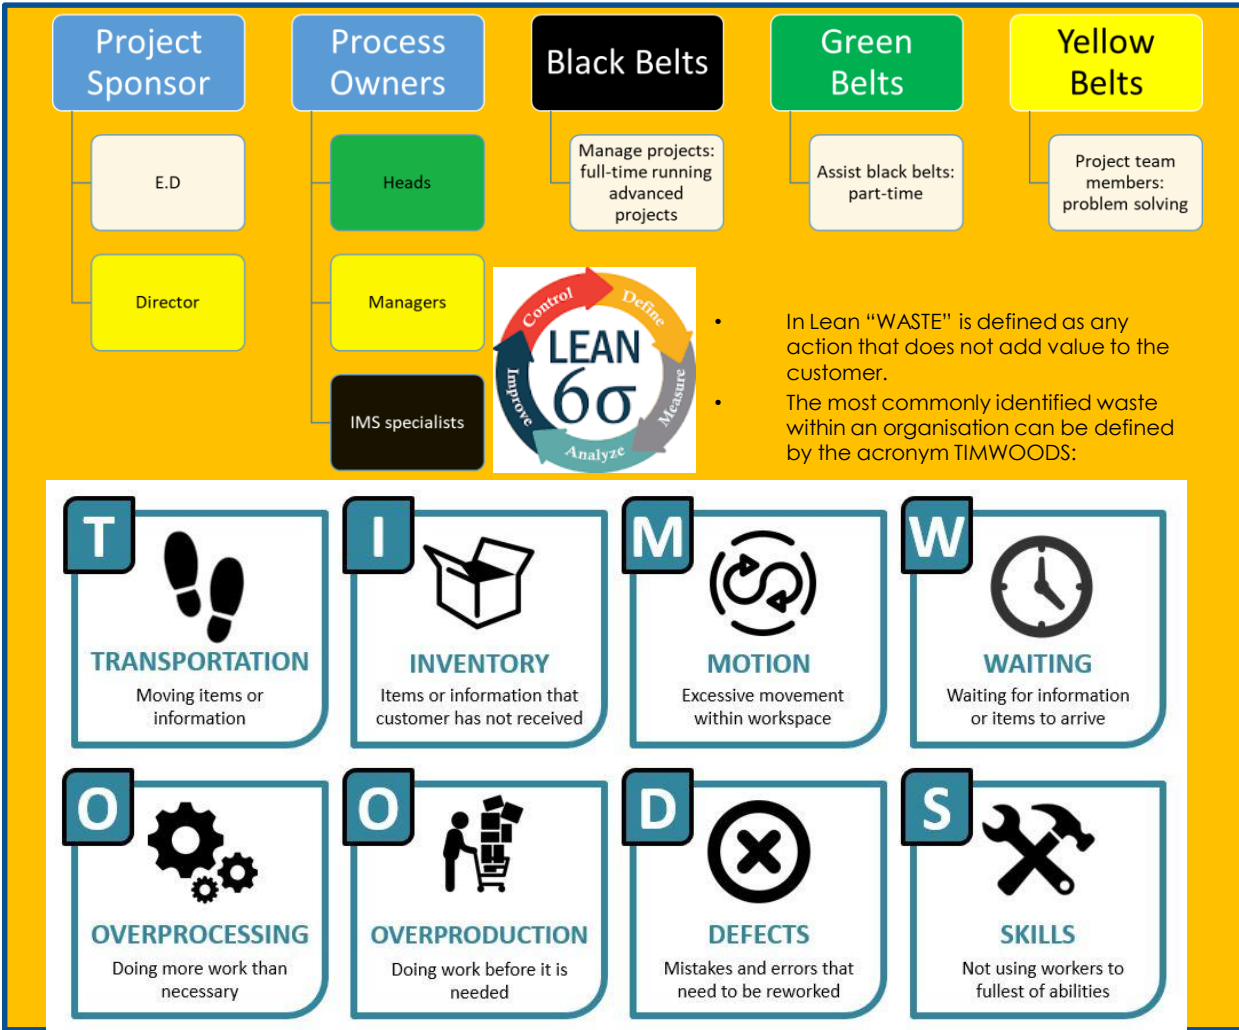 Project
Sponsor
E.D
Director
Process
Owners
Heads
Managers
IMS specialists
Black Belts
Manage projects:
full-time running
advanced
projects
Green
Belts
Assist black belts:
part-time
Yellow
Belts
Project team
members:
problem solving
Control
Define
Measure
Analyze
Improve
LEAN
6σ
• In Lean “WASTE” is defined as any
action that does not add value to the
customer.
• The most commonly identified waste
within an organisation can be defined
by the acronym TIMWOODS:
T
TRANSPORTATION
Moving items or
information
I
INVENTORY
Items or information that
customer has not received
M
MOTION
Excessive movement
within workspace
W
WAITING
Waiting for information
or items to arrive
O
OVERPROCESSING
Doing more work than
necessary
O
OVERPRODUCTION
Doing work before it is
needed
D
DEFECTS
Mistakes and errors that
need to be reworked
S
SKILLS
Not using workers to
fullest of abilities